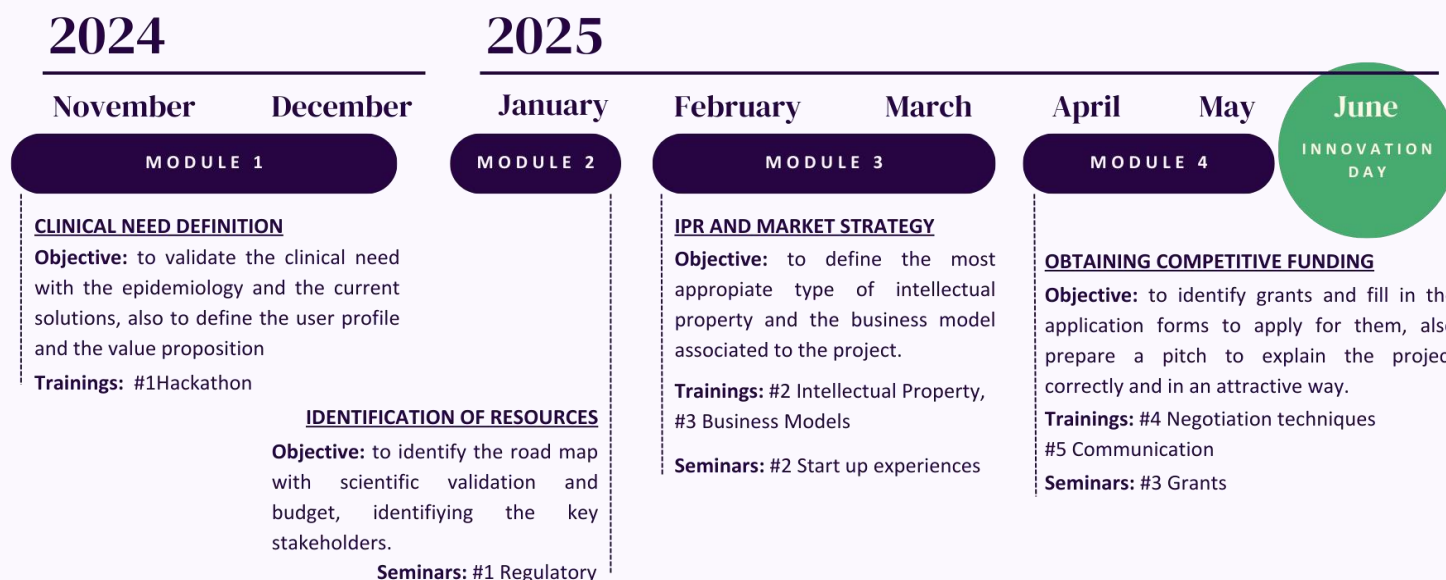 2024
2025
November
December
January
February
March
April
May
June
MODULE 1
MODULE 2
MODULE 3
MODULE 4
INNOVATION
DAY
CLINICAL NEED DEFINITION
Objective: to validate the clinical need
with the epidemiology and the current
solutions, also to define the user profile
and the value proposition
Trainings: #1Hackathon
IDENTIFICATION OF RESOURCES
Objective: to identify the road map
with scientific validation and
budget, identifiying the key
stakeholders.
Seminars: #1 Regulatory
IPR AND MARKET STRATEGY
Objective: to define the most
appropiate type of intellectual
property and the business model
associated to the project.
Trainings: #2 Intellectual Property,
#3 Business Models
Seminars: #2 Start up experiences
OBTAINING COMPETITIVE FUNDING
Objective: to identify grants and fill in
application forms to apply for them,
prepare a pitch to explain the
correctly and in an attractive way.
Trainings: #4 Negotiation techniques
#5 Communication
Seminars: #3 Grants